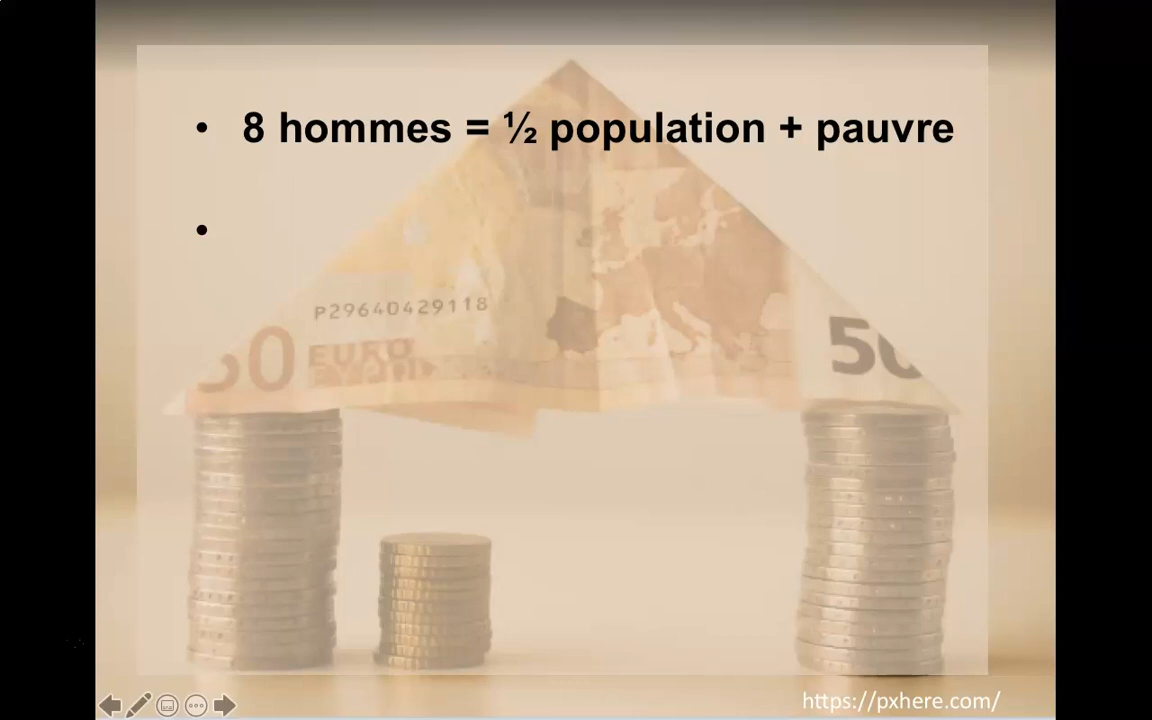 • 8 hommes = ½ population + pauvre
•
P29640429118
50 EURO
50
https://pxhere.com/